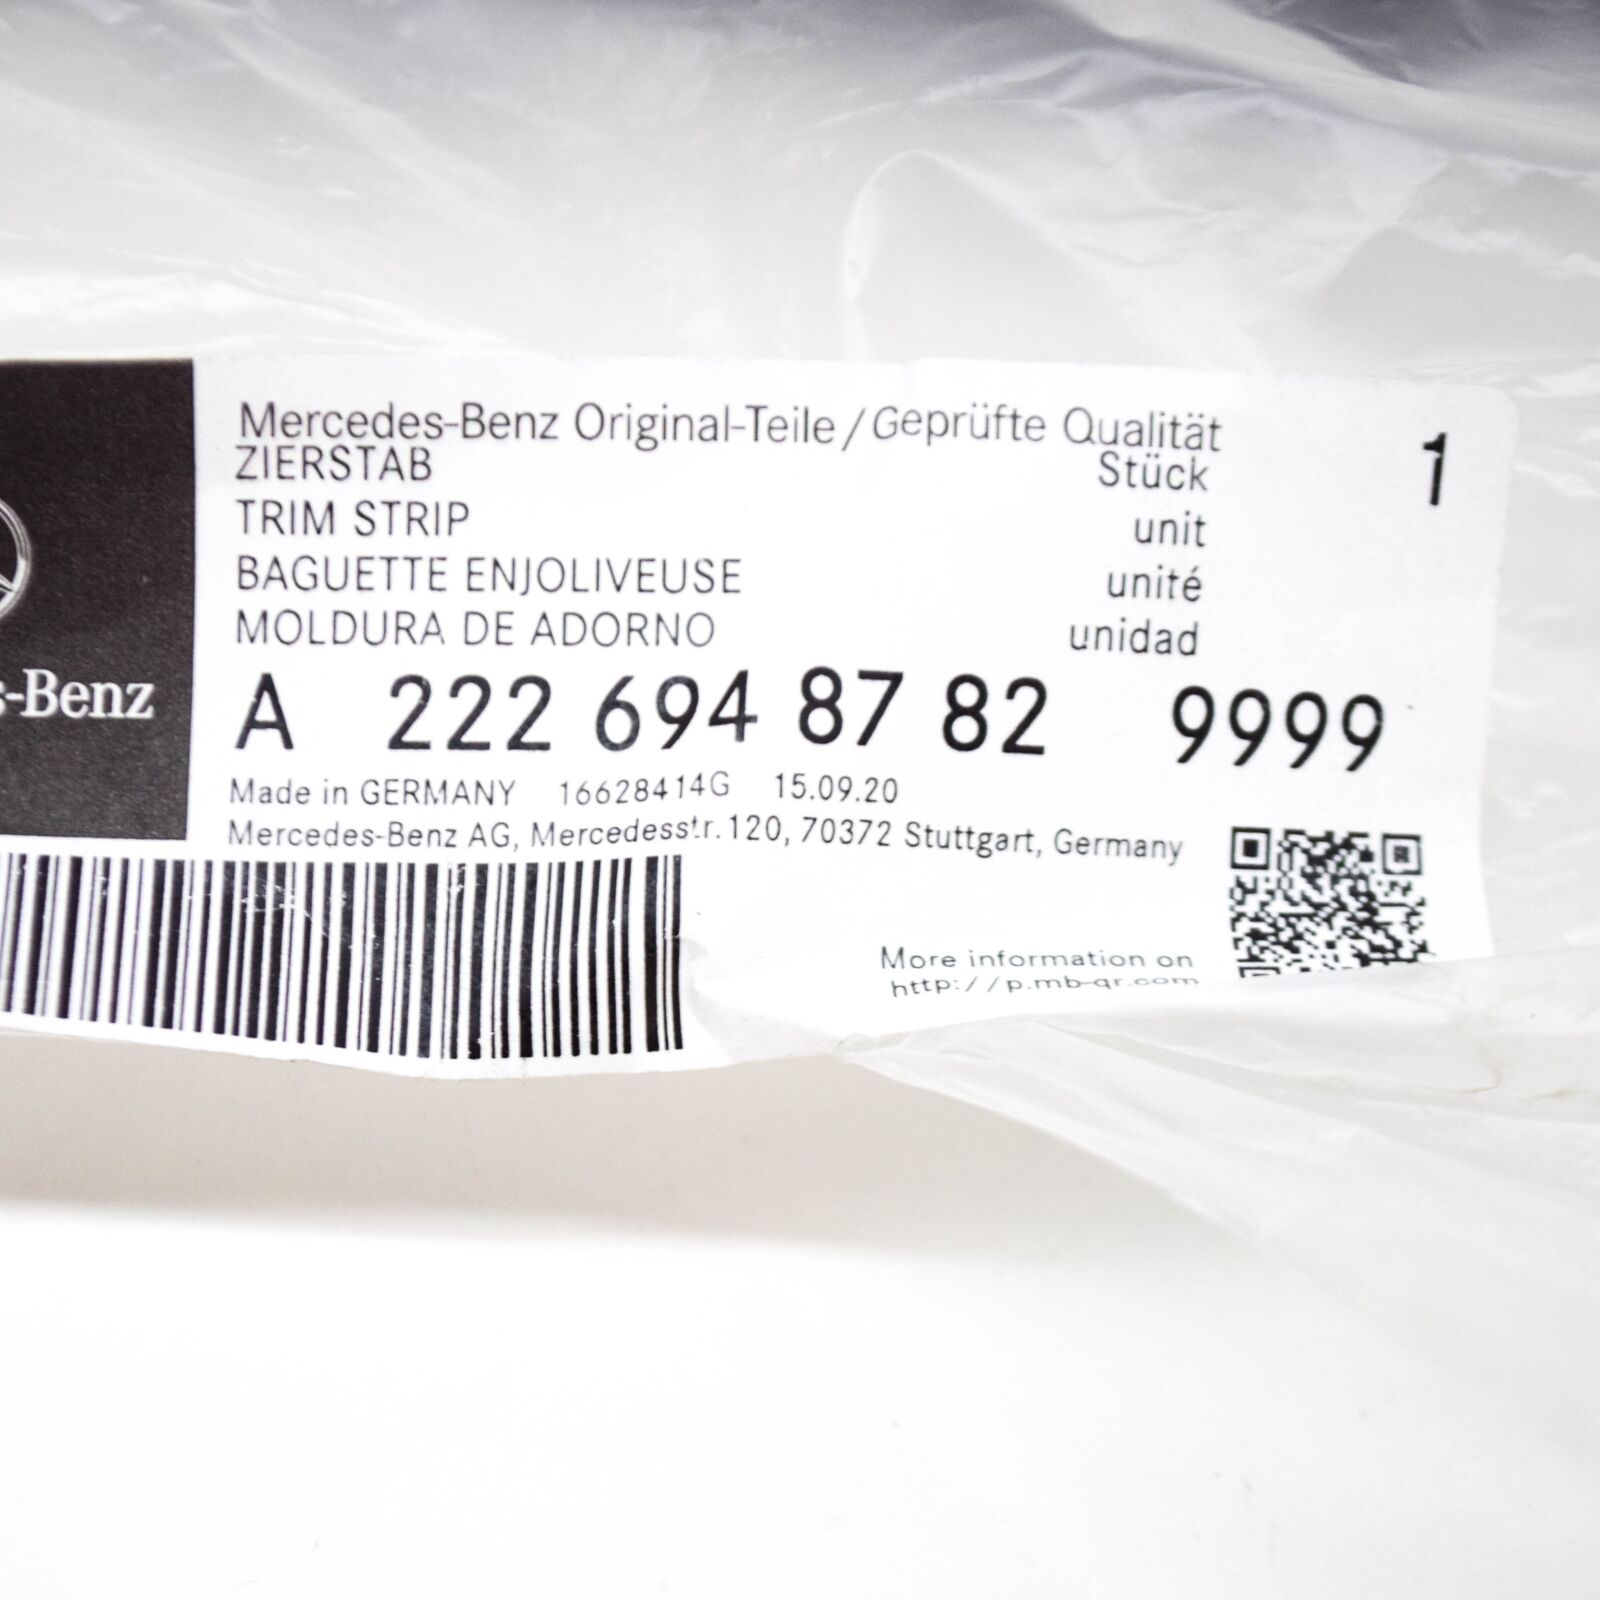 Mercedes-Benz Original-Teile/Geprüfte Qualität
ZIERSTAB Stück 1
TRIM STRIP unit
BAGUETTE ENJOLIVEUSE unité
MOLDURA DE ADORNO unidad
s-Benz
A 222 694 87 82 9999
Made in GERMANY 16628414G 15.09.20
Mercedes-Benz AG, Mercedesstr. 120, 70372 Stuttgart, Germany
More information on
http://p.mb-qr.com